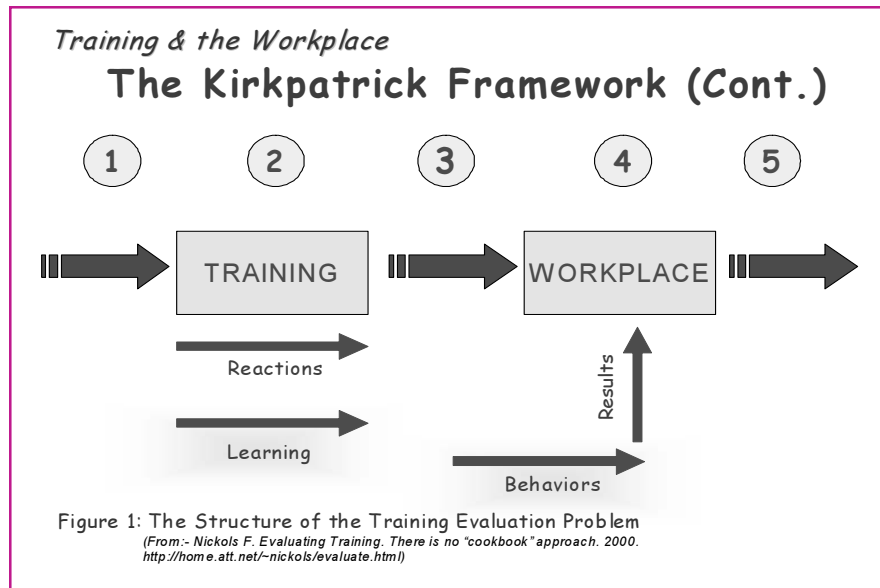 Training & the Workplace
The Kirkpatrick Framework (Cont.)
1 2 3 4 5
TRAINING
WORKPLACE
Reactions
Learning
Results
Behaviors
Figure 1: The Structure of the Training Evaluation Problem
(From:- Nickols F. Evaluating Training. There is no “cookbook” approach. 2000.
http://home.att.net/~nickols/evaluate.html)